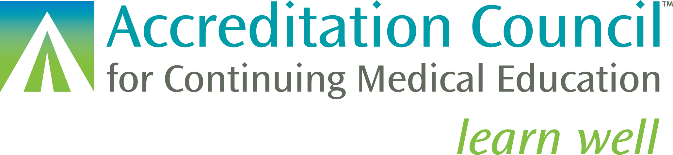 Accreditation Council™
for Continuing Medical Education
learn well